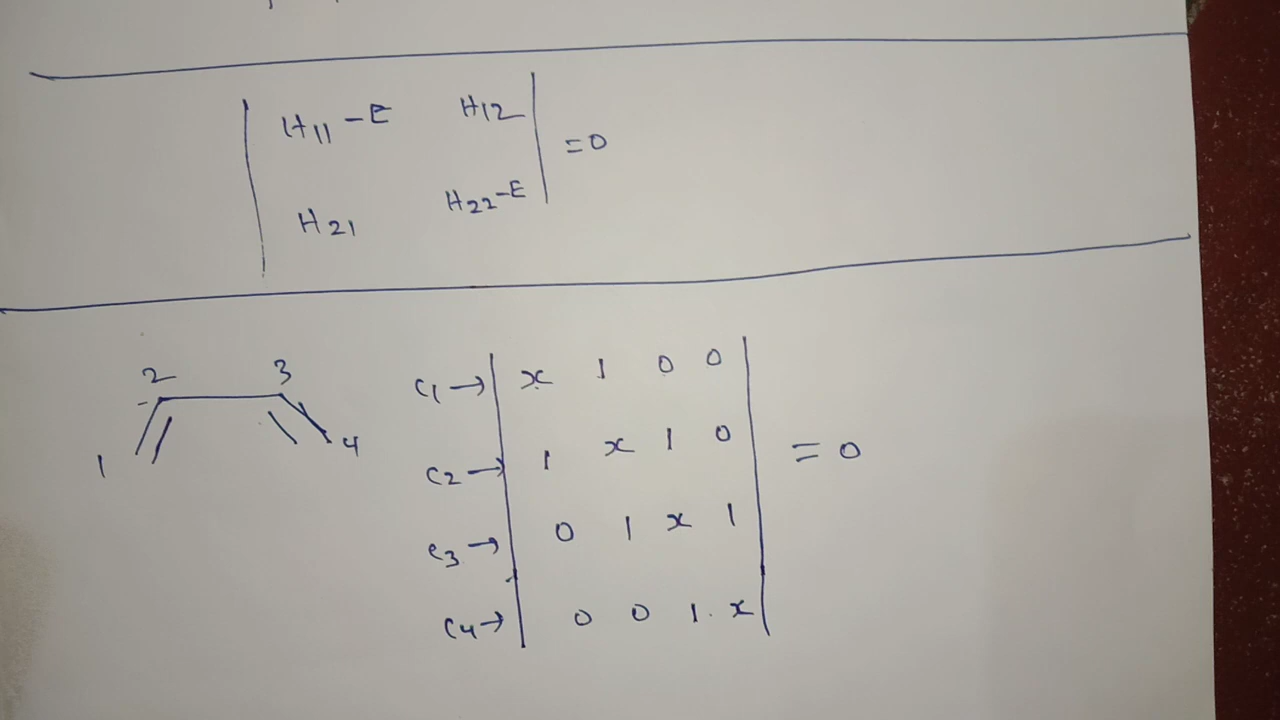 H11-E H12
=0
H21 H22-E
2 3
1 4
C1→ x 1 0 0
C2→ 1 x 1 0 = 0
C3→ 0 1 x 1
C4→ 0 0 1 x